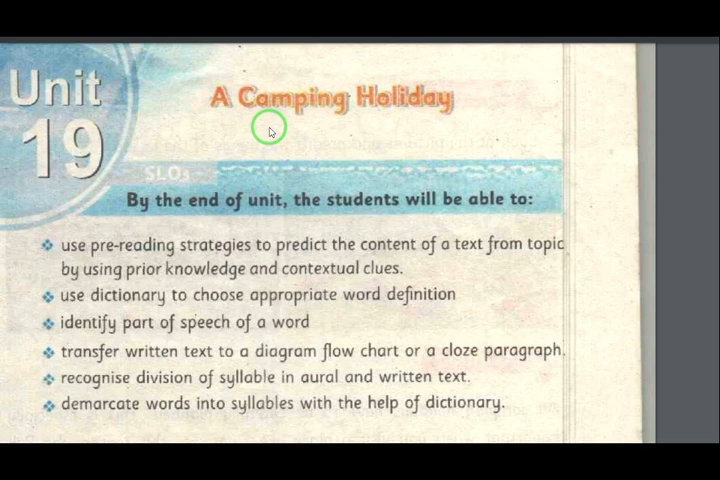 Unit
19
A Camping Holiday
SLOs
By the end of unit, the students will be able to:
use pre-reading strategies to predict the content of a text from topic
by using prior knowledge and contextual clues.
use dictionary to choose appropriate word definition
identify part of speech of a word
transfer written text to a diagram flow chart or a cloze paragraph.
recognise division of syllable in aural and written text.
demarcate words into syllables with the help of dictionary.